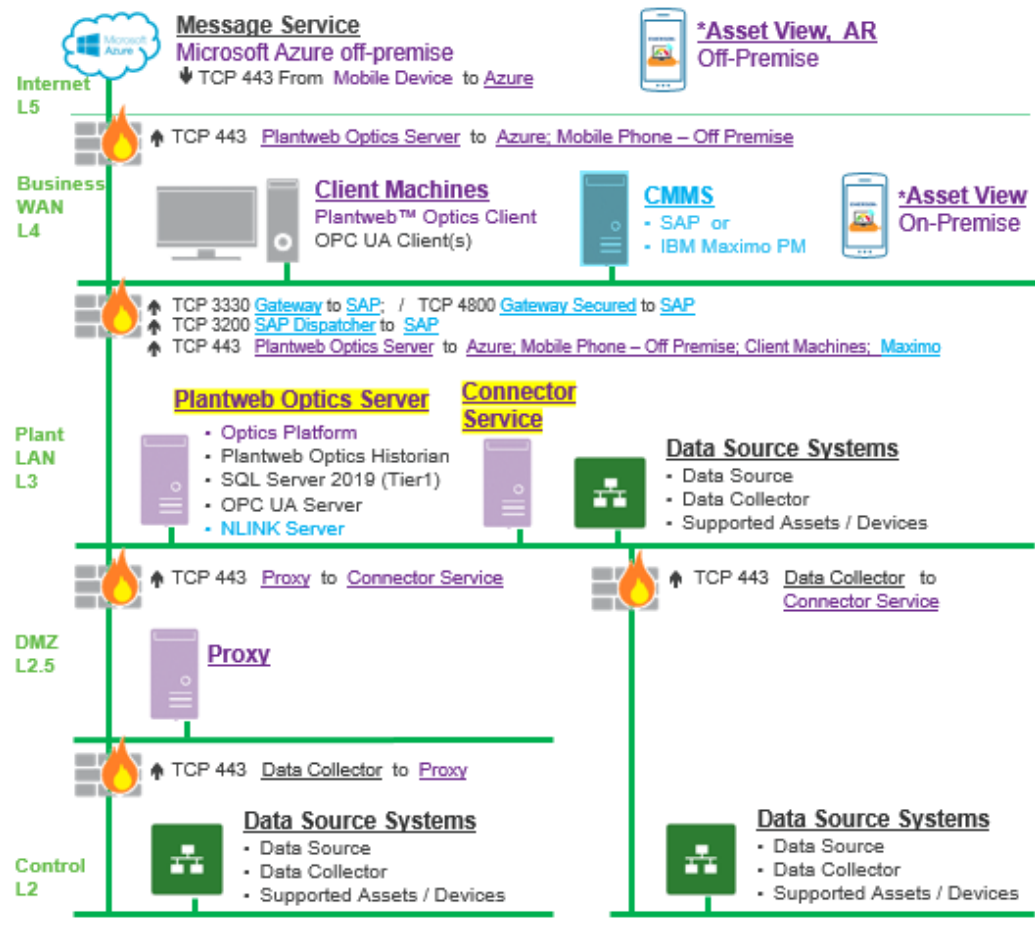 Microsoft Azure
Message Service
Microsoft Azure off-premise
TCP 443 From Mobile Device to Azure
*Asset View, AR
Off-Premise
Internet
L5
TCP 443 Plantweb Optics Server to Azure; Mobile Phone – Off Premise
Business
WAN
L4
Client Machines
Plantweb™ Optics Client
OPC UA Client(s)
CMMS
- SAP or
- IBM Maximo PM
*Asset View
On-Premise
TCP 3330 Gateway to SAP; / TCP 4800 Gateway Secured to SAP
TCP 3200 SAP Dispatcher to SAP
TCP 443 Plantweb Optics Server to Azure; Mobile Phone – Off Premise; Client Machines; Maximo
Plant
LAN
L3
Plantweb Optics Server
- Optics Platform
- Plantweb Optics Historian
- SQL Server 2019 (Tier1)
- OPC UA Server
- NLINK Server
Connector
Service
Data Source Systems
- Data Source
- Data Collector
- Supported Assets / Devices
TCP 443 Proxy to Connector Service
TCP 443 Data Collector to
Connector Service
DMZ
L2.5
Proxy
TCP 443 Data Collector to Proxy
Control
L2
Data Source Systems
- Data Source
- Data Collector
- Supported Assets / Devices
Data Source Systems
- Data Source
- Data Collector
- Supported Assets / Devices